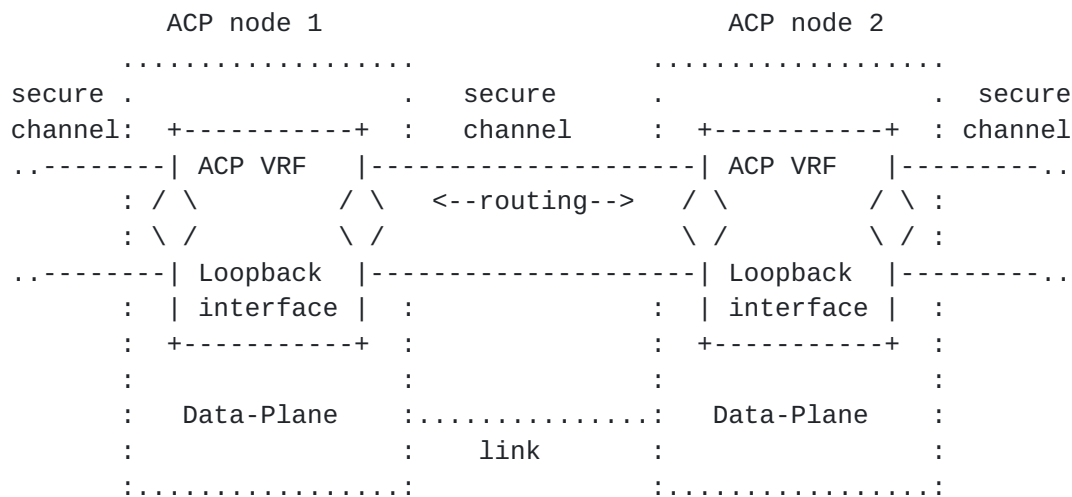 ACP node 1                          ACP node 2
       ...................               ...................
secure .                  .   secure      .                  .  secure
channel:  +-----------+  :   channel     :  +-----------+  : channel
..--------| ACP VRF   |---------------------| ACP VRF   |---------..
       : / \         / \   <--routing-->   / \         / \ :
       : \ /         \ /                   \ /         \ / :
..--------| Loopback  |---------------------| Loopback  |---------..
       :  | interface |  :               :  | interface |  :
       :  +-----------+  :               :  +-----------+  :
       :                 :               :                 :
       :   Data-Plane    :...............:   Data-Plane    :
       :                 :    link       :                 :
       :.................:               :.................: